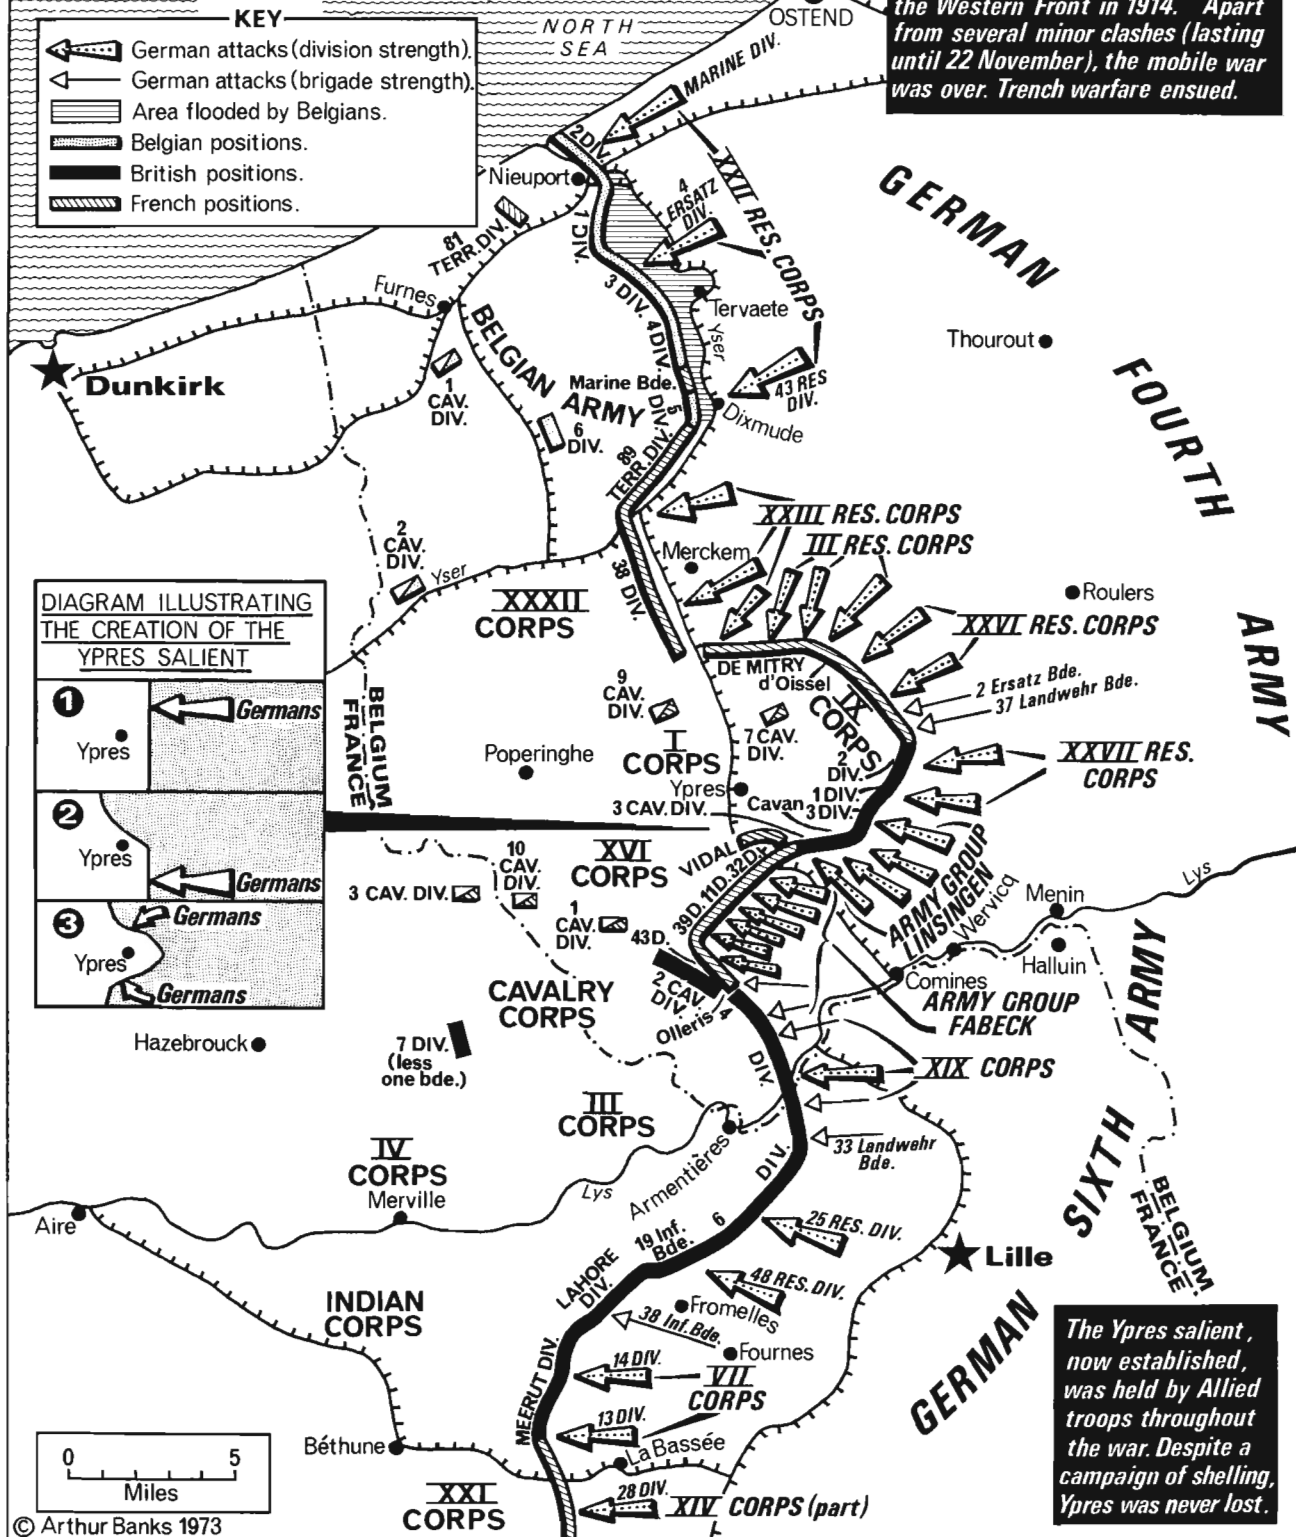 KEY
German attacks (division strength).
German attacks (brigade strength).
Area flooded by Belgians.
Belgian positions.
British positions.
French positions.
NORTH
SEA
OSTEND
the Western Front in 1914. Apart
from several minor clashes (lasting
until 22 November), the mobile war
was over. Trench warfare ensued.
MARINE DIV.
2 DIV.
Nieuport
XXII RES. CORPS
4
ERSATZ
DIV.
81
TERR. DIV.
1 DIV.
GERMAN
FOURTH
ARMY
Furnes
3 DIV.
Tervaete
Yser
Thourout
BELGIAN
ARMY
4 DIV.
Dunkirk
1
CAV.
DIV.
Marine Bde.
5
DIV.
43 RES
DIV.
6
DIV.
Dixmude
89
TERR. DIV.
XXIII RES. CORPS
III RES. CORPS
2
CAV.
DIV.
Yser
Merckem
38 DIV.
Roulers
DIAGRAM ILLUSTRATING
THE CREATION OF THE
YPRES SALIENT
1
Germans
Ypres
2
Ypres
Germans
3
Germans
Ypres
Germans
XXXII
CORPS
XXVI RES. CORPS
DE MITRY
d'Oissel
2 Ersatz Bde.
37 Landwehr Bde.
BELGIUM
FRANCE
9
CAV.
DIV.
IX
CORPS
7 CAV.
DIV.
Poperinghe
I
CORPS
XXVII RES.
CORPS
2
DIV.
Ypres
1 DIV.
3 CAV. DIV.
Cavan
3 DIV.
VIDAL
XVI
CORPS
10
CAV.
DIV.
3 CAV. DIV.
32 D.
11 D.
39 D.
1
CAV.
DIV.
43 D.
ARMY GROUP
LINSINGEN
Wervicq
Menin
Lys
Halluin
Comines
ARMY GROUP
FABECK
CAVALRY
CORPS
2 CAV
DIV.
Olleris
4
DIV.
Hazebrouck
7 DIV.
(less
one bde.)
XIX CORPS
GERMAN
SIXTH
ARMY
III
CORPS
IV
CORPS
Merville
Armentières
Lys
33 Landwehr
Bde.
DIV.
6
BELGIUM
FRANCE
Aire
19 Inf.
Bde.
25 RES. DIV.
Lille
LAHORE
DIV.
48 RES. DIV.
INDIAN
CORPS
Fromelles
38 Inf. Bde.
Fournes
14 DIV.
VII
CORPS
MEERUT DIV.
13 DIV.
The Ypres salient,
now established,
was held by Allied
troops throughout
the war. Despite a
campaign of shelling,
Ypres was never lost.
Béthune
La Bassée
0 5
Miles
XXI
CORPS
28 DIV.
XIV CORPS (part)
© Arthur Banks 1973